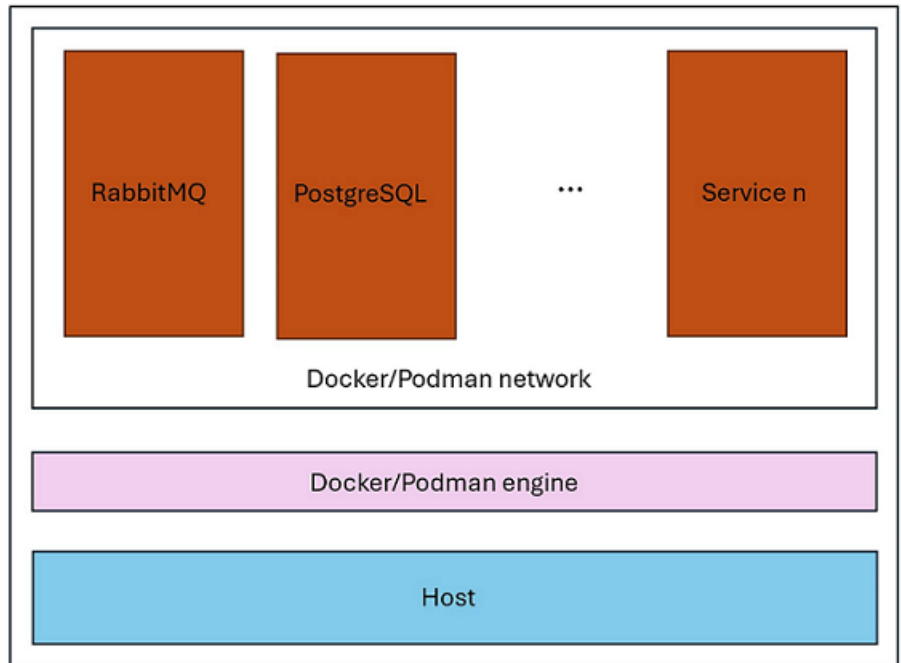 RabbitMQ
PostgreSQL
...
Service n
Docker/Podman network
Docker/Podman engine
Host